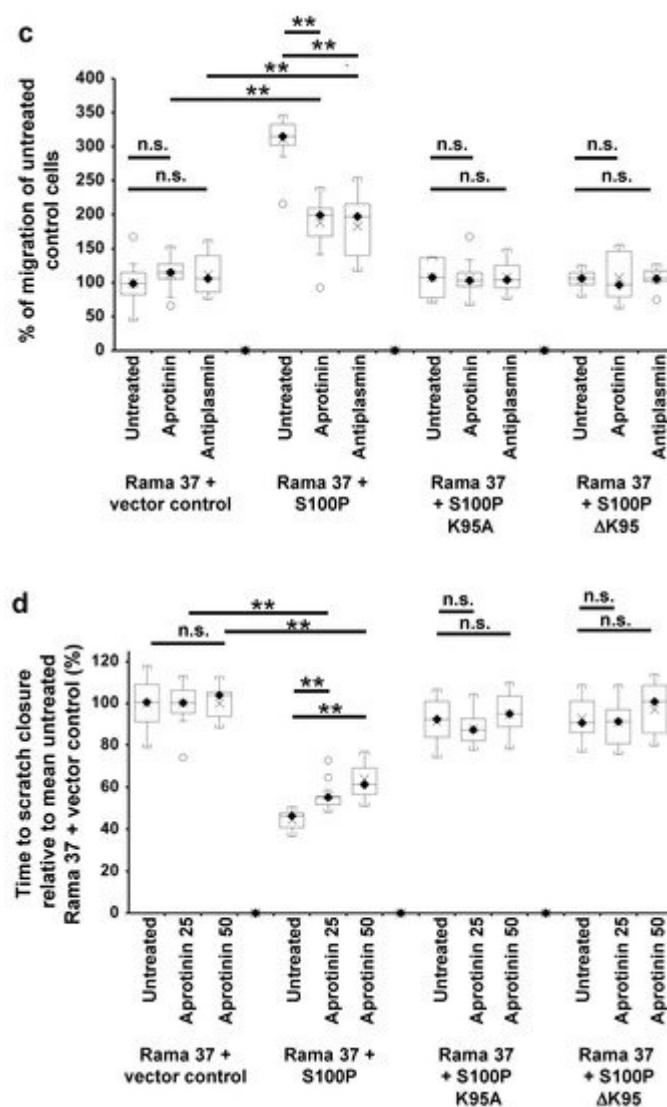 c
**
**
**
**
n.s.
n.s.
n.s.
n.s.
n.s.
n.s.
% of migration of untreated
control cells
400
350
300
250
200
150
100
50
0
Untreated
Aprotinin
Antiplasmin
Untreated
Aprotinin
Antiplasmin
Untreated
Aprotinin
Antiplasmin
Untreated
Aprotinin
Antiplasmin
Rama 37 +
vector control
Rama 37 +
S100P
Rama 37
+ S100P
K95A
Rama 37
+ S100P
ΔK95
d
**
n.s.
**
**
**
n.s.
n.s.
n.s.
n.s.
Time to scratch closure
relative to mean untreated
Rama 37 + vector control (%)
120
100
80
60
40
20
0
Untreated
Aprotinin 25
Aprotinin 50
Untreated
Aprotinin 25
Aprotinin 50
Untreated
Aprotinin 25
Aprotinin 50
Untreated
Aprotinin 25
Aprotinin 50
Rama 37 +
vector control
Rama 37 +
S100P
Rama 37
+ S100P
K95A
Rama 37
+ S100P
ΔK95